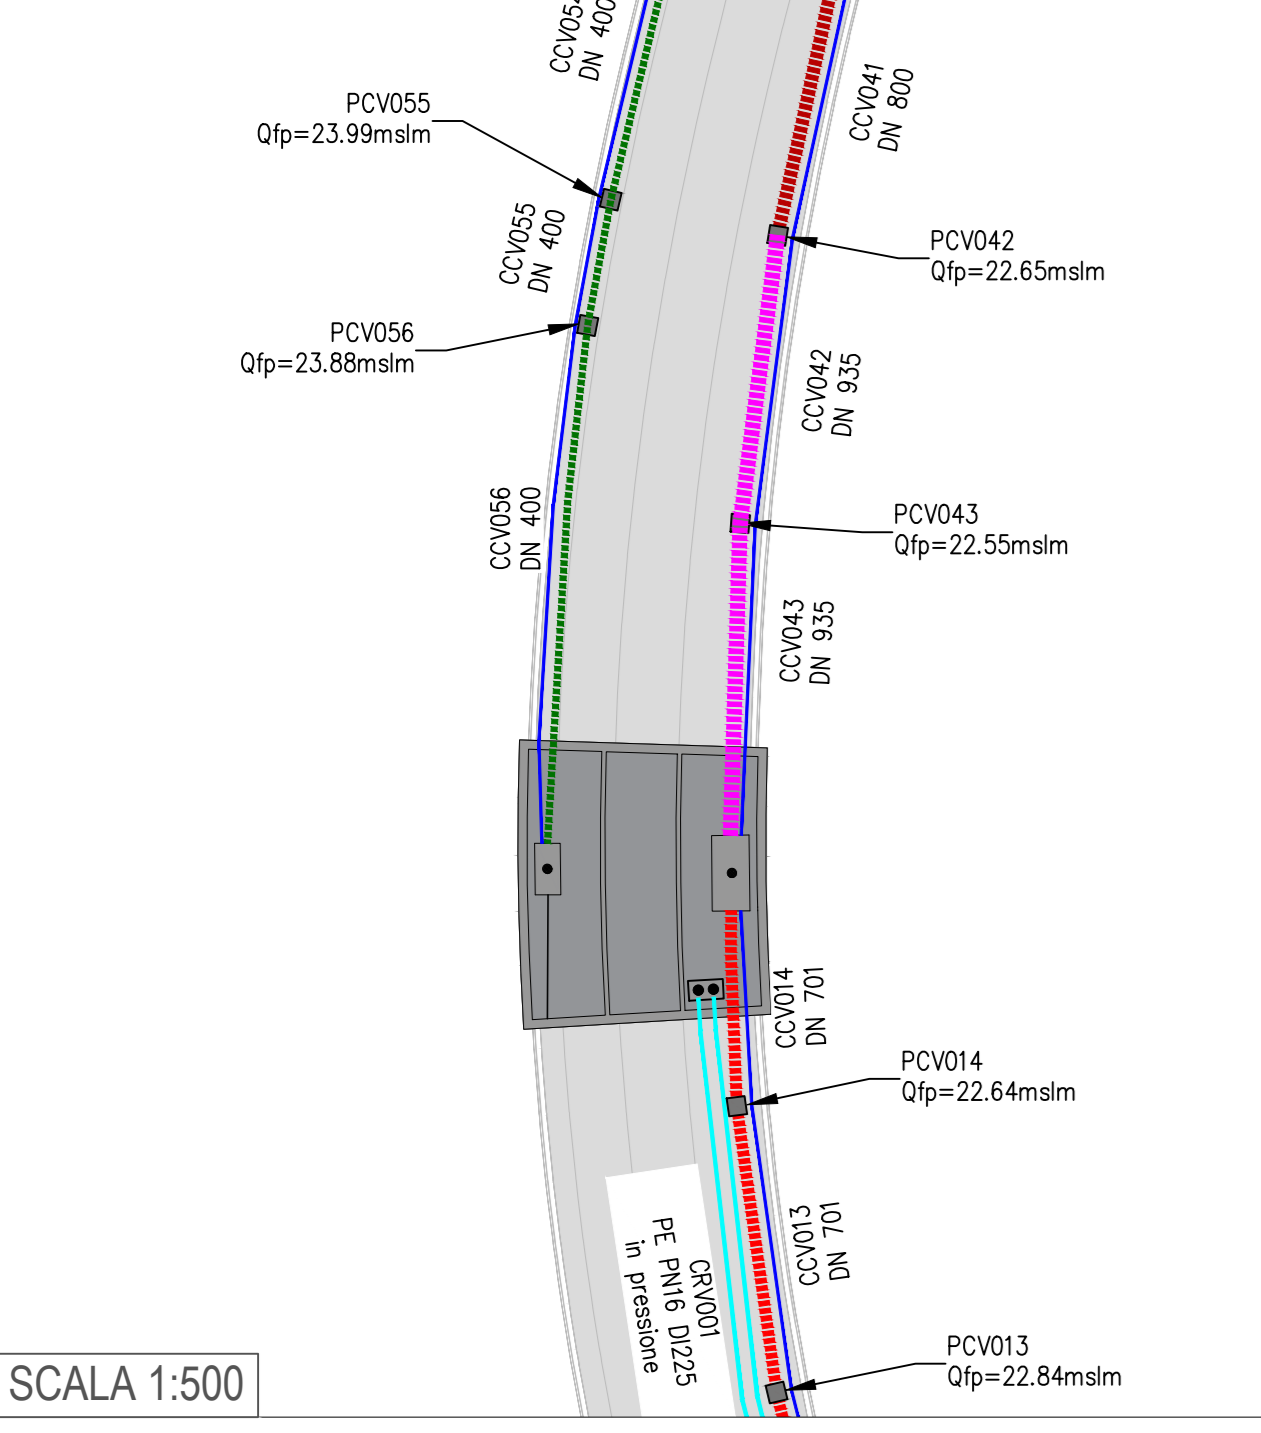 CCV054
DN 400
CCV041
DN 800
PCV055
Qfp=23.99mslm
CCV055
DN 400
PCV042
Qfp=22.65mslm
PCV056
Qfp=23.88mslm
CCV042
DN 935
CCV056
DN 400
PCV043
Qfp=22.55mslm
CCV043
DN 935
CCV014
DN 701
PCV014
Qfp=22.64mslm
CCV013
DN 701
CRV001
PE PN16 DI225
in pressione
PCV013
Qfp=22.84mslm
SCALA 1:500